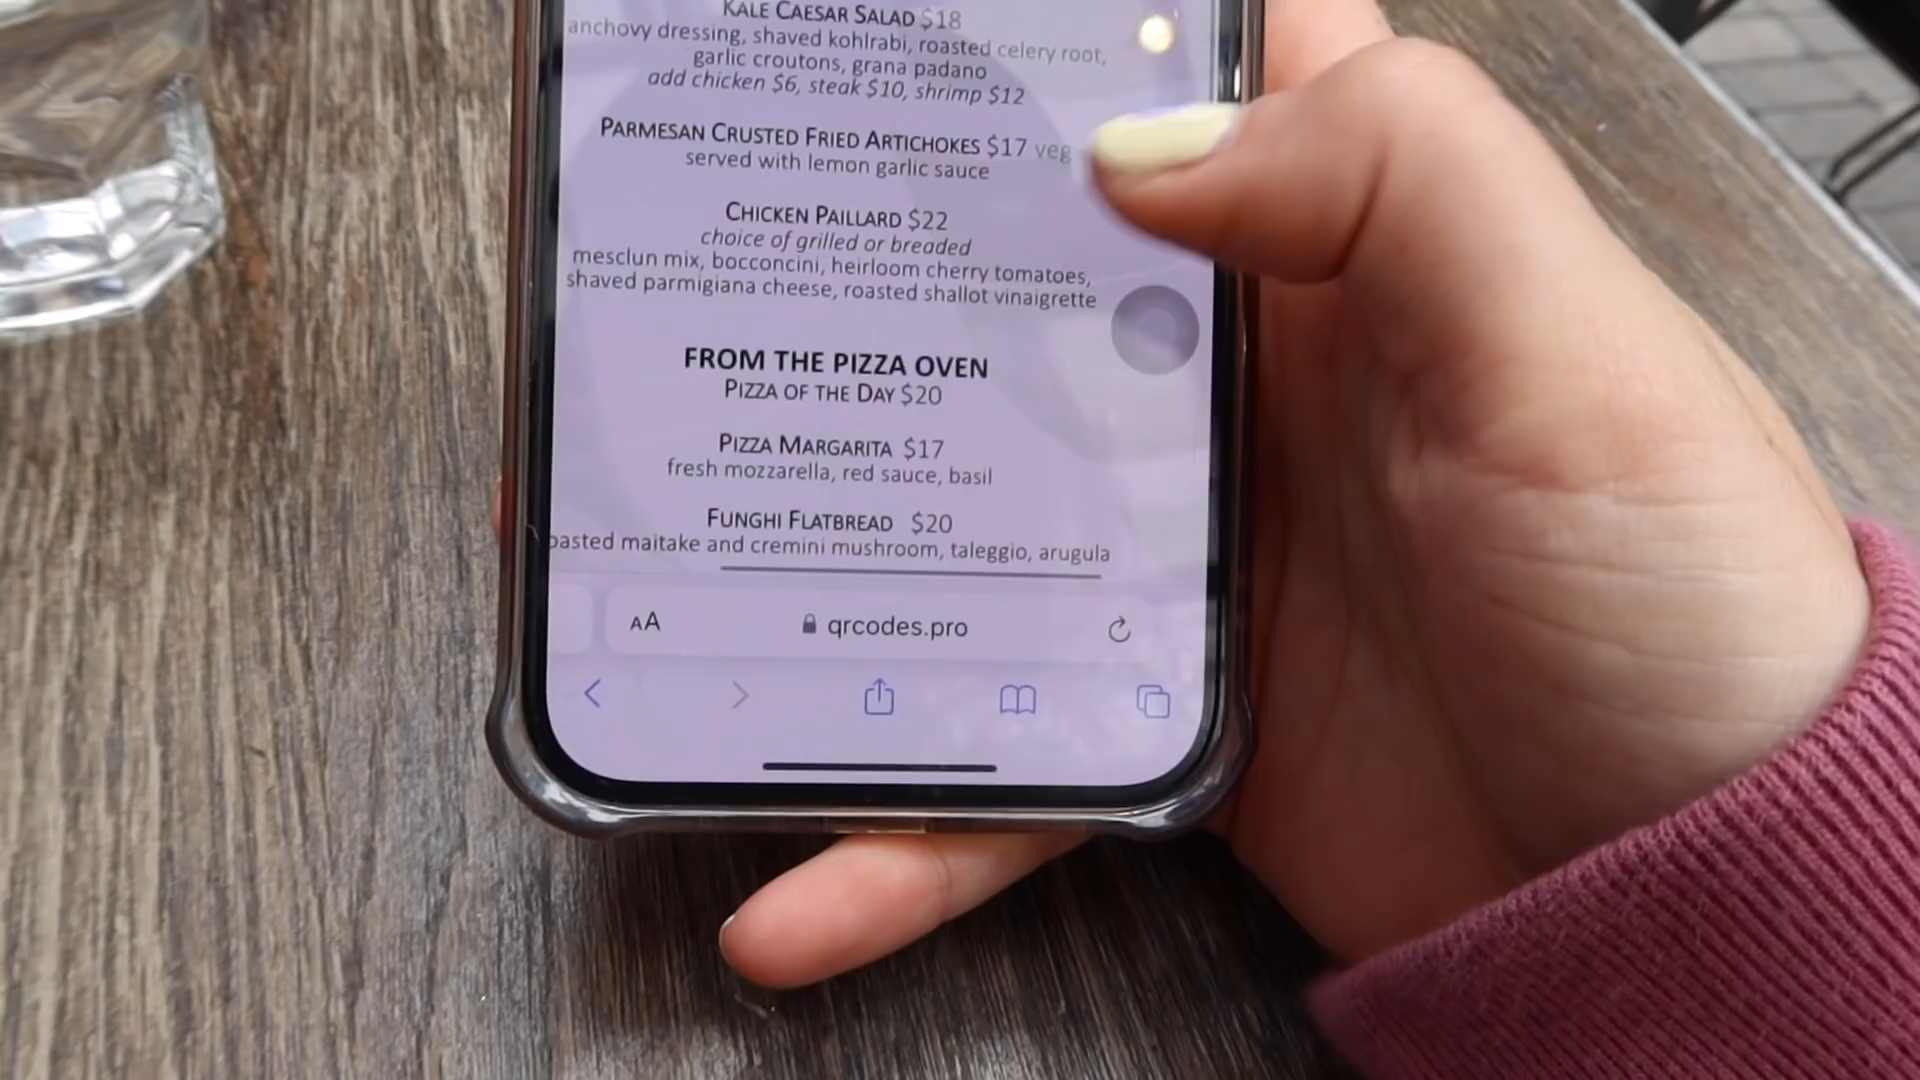 KALE CAESAR SALAD $18
anchovy dressing, shaved kohlrabi, roasted celery root,
garlic croutons, grana padano
add chicken $6, steak $10, shrimp $12
PARMESAN CRUSTED FRIED ARTICHOKES $17 veg
served with lemon garlic sauce
CHICKEN PAILLARD $22
choice of grilled or breaded
mesclun mix, bocconcini, heirloom cherry tomatoes,
shaved parmigiana cheese, roasted shallot vinaigrette
FROM THE PIZZA OVEN
PIZZA OF THE DAY $20
PIZZA MARGARITA $17
fresh mozzarella, red sauce, basil
FUNGHI FLATBREAD $20
oasted maitake and cremini mushroom, taleggio, arugula
AA qrcodes.pro